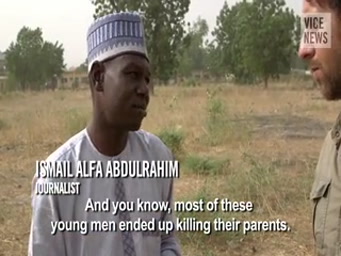 VICE
NEWS
ISMAIL ALFA ABDULRAHIM
JOURNALIST
And you know, most of these
young men ended up killing their parents.